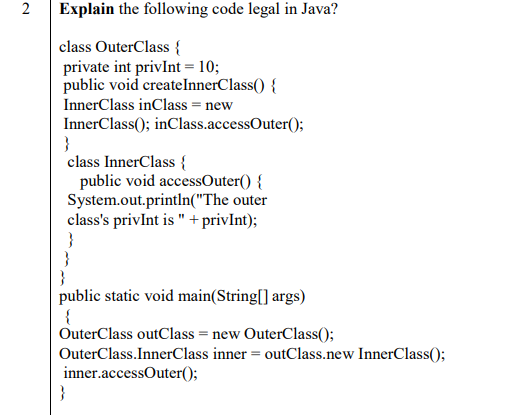 2 Explain the following code legal in Java?
class OuterClass {
private int privInt = 10;
public void createInnerClass() {
InnerClass inClass = new
InnerClass(); inClass.accessOuter();
}
class InnerClass {
public void accessOuter() {
System.out.println("The outer
class's privInt is " + privInt);
}
}
}
public static void main(String[] args)
{
OuterClass outClass = new OuterClass();
OuterClass.InnerClass inner = outClass.new InnerClass();
inner.accessOuter();
}